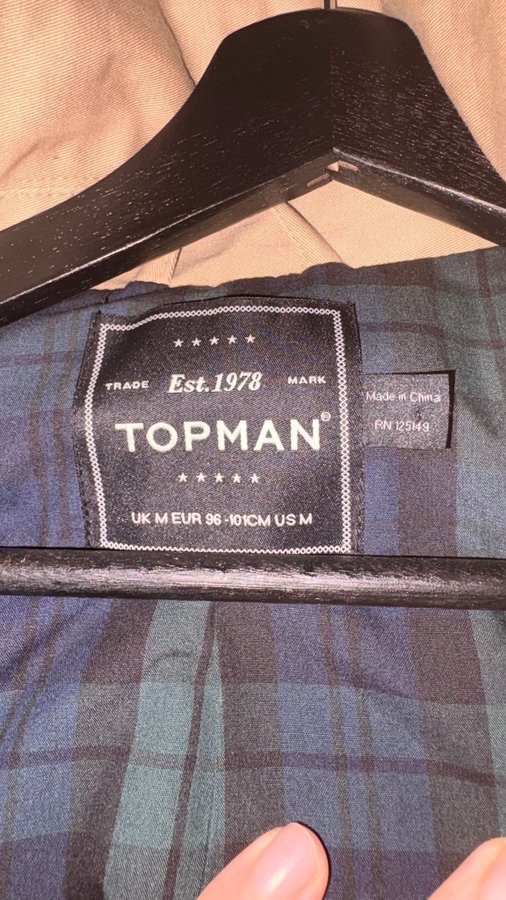 ★ ★ ★ ★ ★
TRADE Est.1978 MARK
TOPMAN®
★ ★ ★ ★ ★
UK M EUR 96 -101CM US M
Made in China
RN 125149